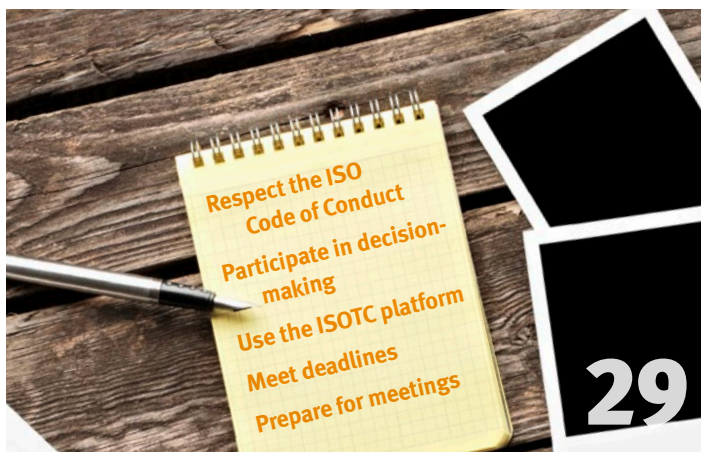 Respect the ISO
Code of Conduct
Participate in decision-
making
Use the ISOTC platform
Meet deadlines
Prepare for meetings
29